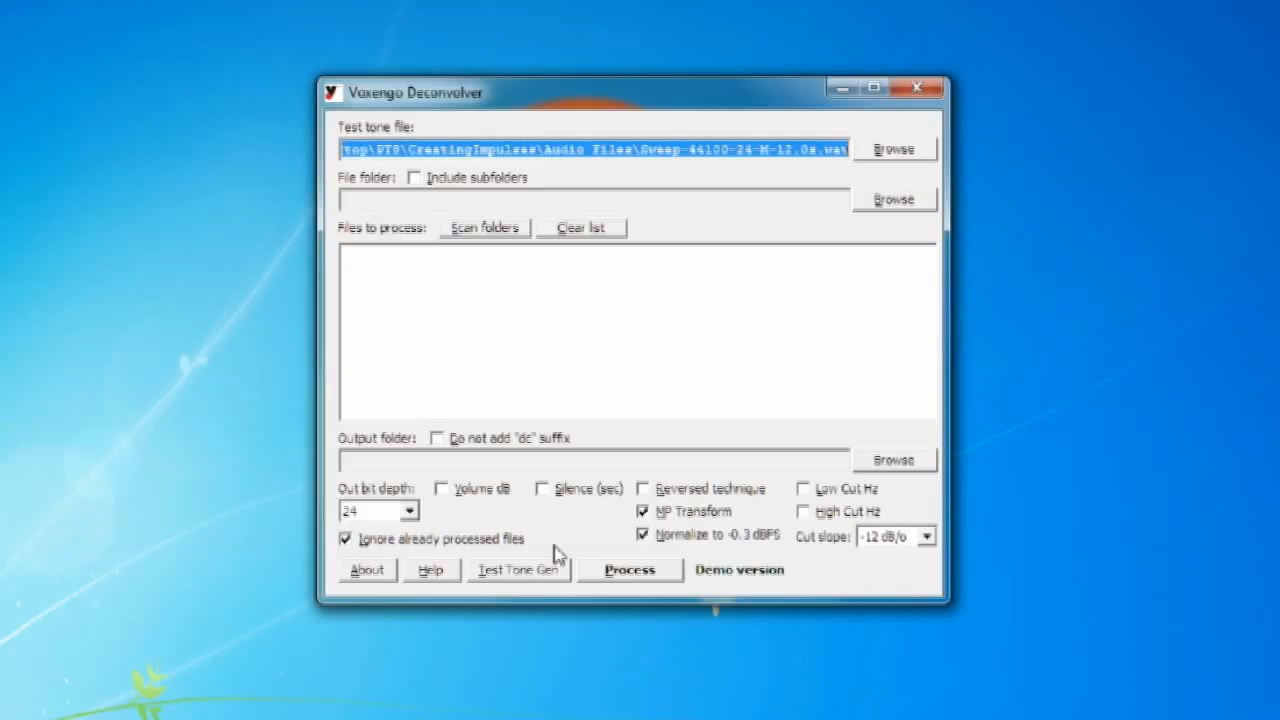 Voxengo Deconvolver
Test tone file:
top\PT8\CreatingImpulses\Audio Files\Sweep-44100-24-M-12.0s.wav Browse
File folder: Include subfolders
Browse
Files to process: Scan folders Clear list
Output folder: Do not add "dc" suffix
Browse
Out bit depth: Volume dB Silence (sec) Reversed technique Low Cut Hz
24 MP Transform High Cut Hz
Ignore already processed files Normalize to -0.3 dBFS Cut slope: -12 dB/o
About Help Test Tone Gen Process Demo version